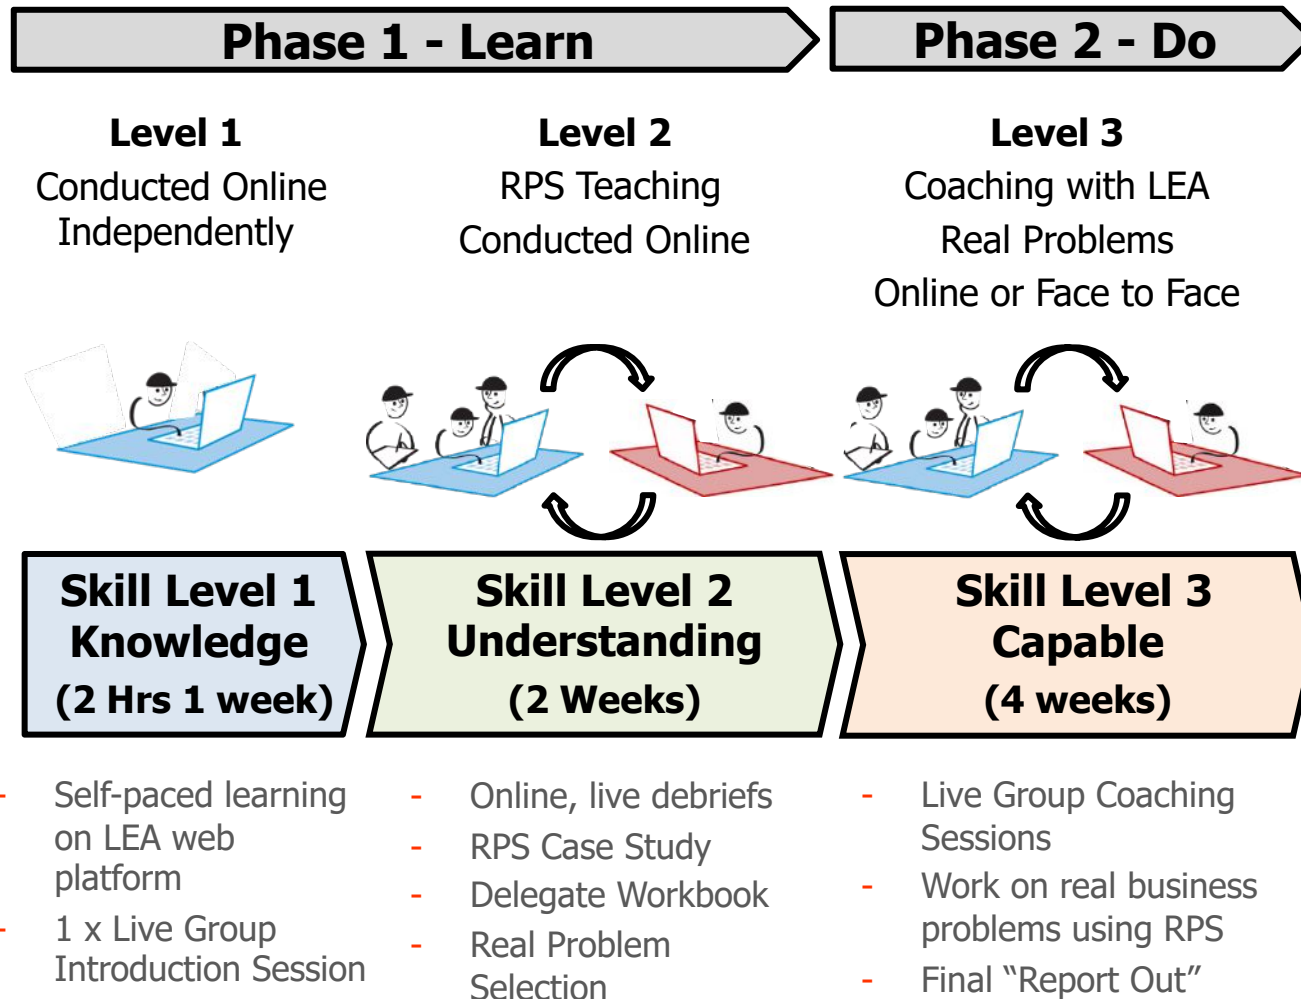 Phase 1 - Learn
Phase 2 - Do
Level 1
Conducted Online
Independently
Level 2
RPS Teaching
Conducted Online
Level 3
Coaching with LEA
Real Problems
Online or Face to Face
Skill Level 1
Knowledge
(2 Hrs 1 week)
Skill Level 2
Understanding
(2 Weeks)
Skill Level 3
Capable
(4 weeks)
- Self-paced learning
on LEA web
platform
- 1 x Live Group
Introduction Session
- Online, live debriefs
- RPS Case Study
- Delegate Workbook
- Real Problem
Selection
- Live Group Coaching
Sessions
- Work on real business
problems using RPS
- Final “Report Out”